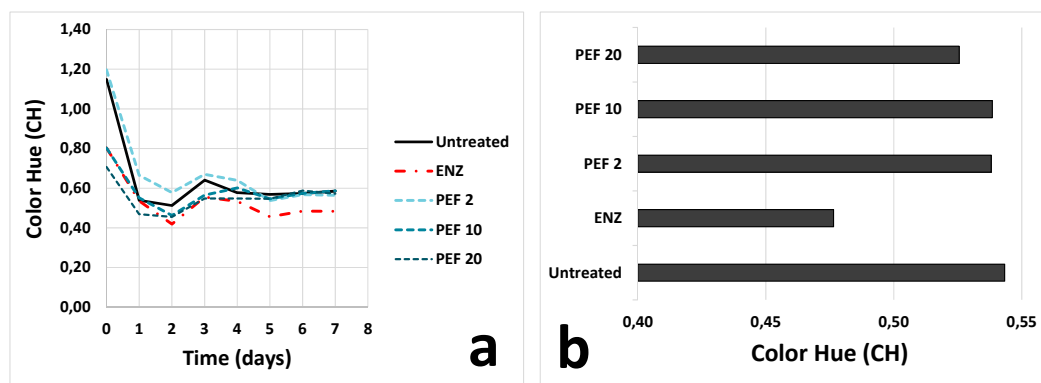 1,40
1,20
1,00
0,80
0,60
0,40
0,20
0,00
Color Hue (CH)
0 1 2 3 4 5 6 7 8
Time (days)
Untreated
ENZ
PEF 2
PEF 10
PEF 20
a
PEF 20
PEF 10
PEF 2
ENZ
Untreated
0,40 0,45 0,50 0,55
Color Hue (CH)
b